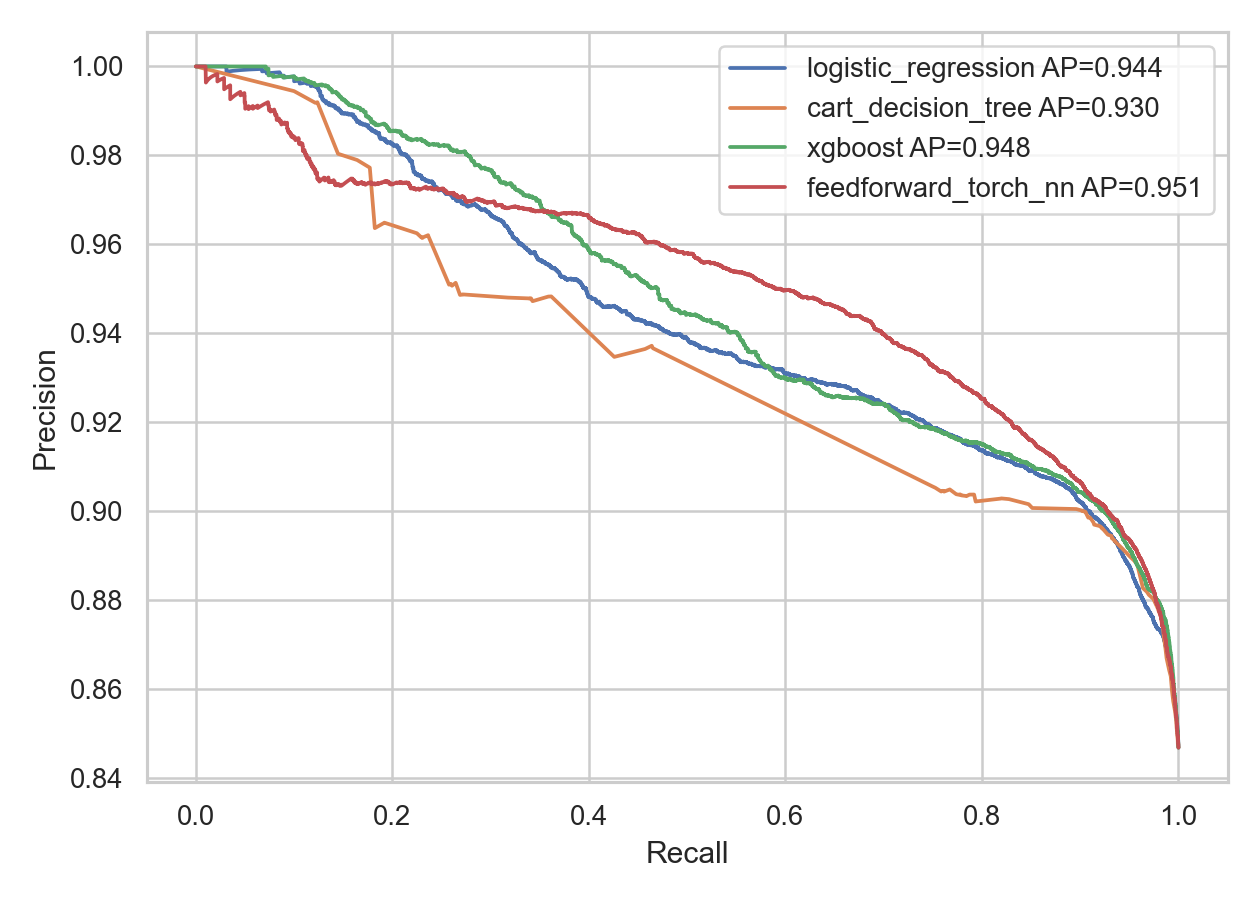 logistic_regression AP=0.944
cart_decision_tree AP=0.930
xgboost AP=0.948
feedforward_torch_nn AP=0.951
Precision
1.00
0.98
0.96
0.94
0.92
0.90
0.88
0.86
0.84
0.0 0.2 0.4 0.6 0.8 1.0
Recall